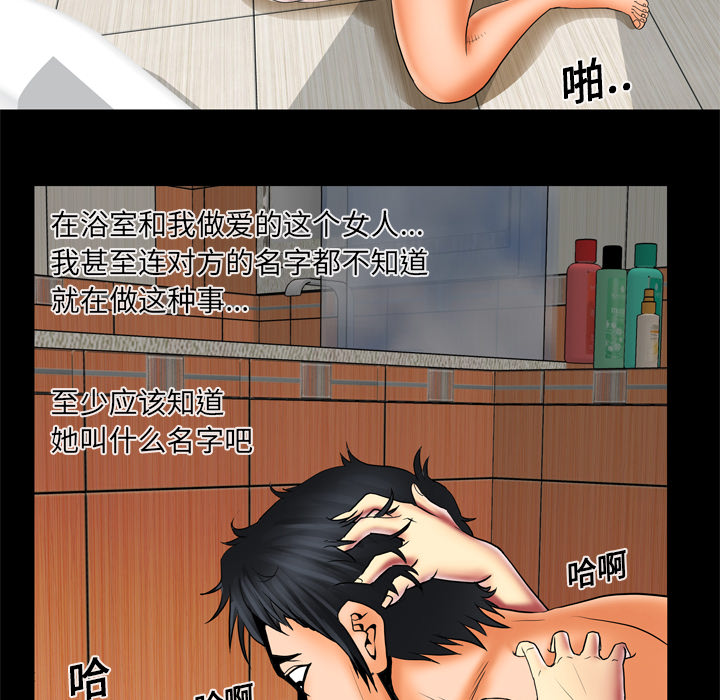 啪..
在浴室和我做爱的这个女人...
我甚至连对方的名字都不知道
就在做这种事...
至少应该知道
她叫什么名字吧
哈啊
哈
哈啊